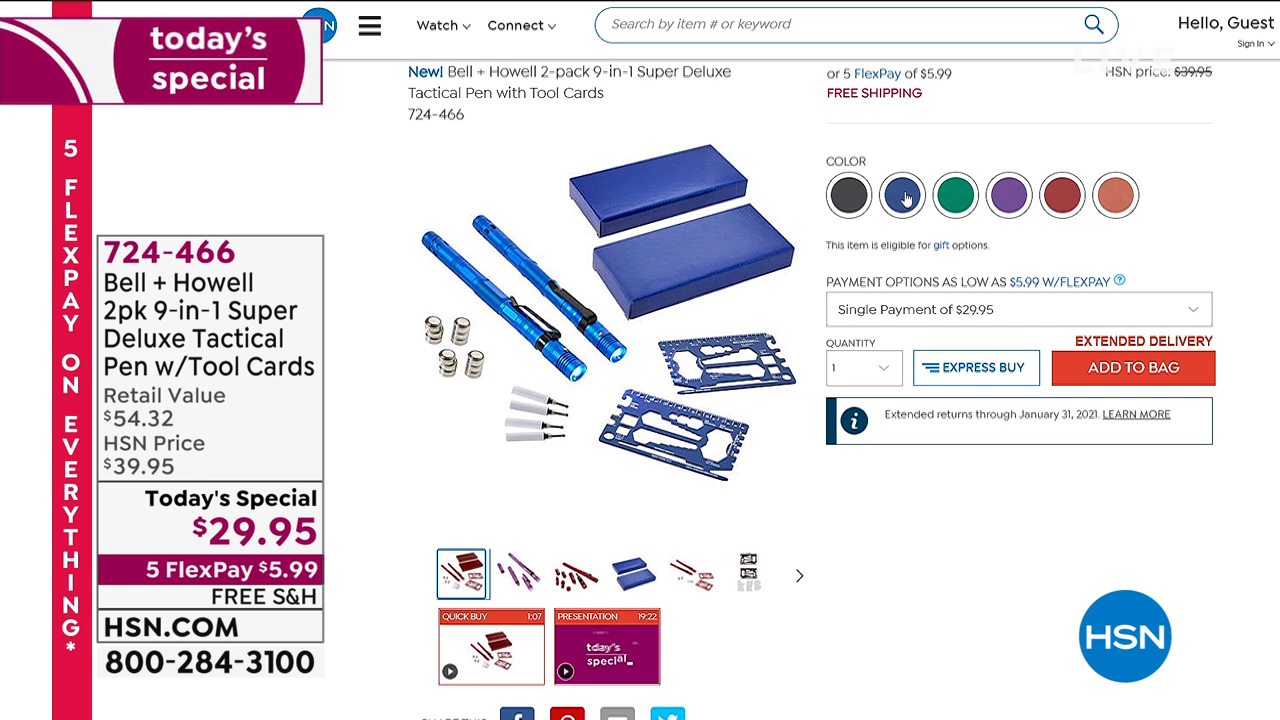 today's
special
5
FLEXPAY
ON
EVERYTHING*
724-466
Bell + Howell
2pk 9-in-1 Super
Deluxe Tactical
Pen w/Tool Cards
Retail Value
$54.32
HSN Price
$39.95
Today's Special
$29.95
5 FlexPay $5.99
FREE S&H
HSN.COM
800-284-3100
Watch
Connect
Search by item # or keyword
Hello, Guest
Sign In
LIVE
New! Bell + Howell 2-pack 9-in-1 Super Deluxe
Tactical Pen with Tool Cards
724-466
or 5 FlexPay of $5.99
HSN price: $39.95
FREE SHIPPING
COLOR
This item is eligible for gift options.
PAYMENT OPTIONS AS LOW AS $5.99 W/FLEXPAY ?
Single Payment of $29.95
EXTENDED DELIVERY
QUANTITY
1
EXPRESS BUY
ADD TO BAG
i
Extended returns through January 31, 2021. LEARN MORE
QUICK BUY 1:07
PRESENTATION 19:22
today's
special
HSN